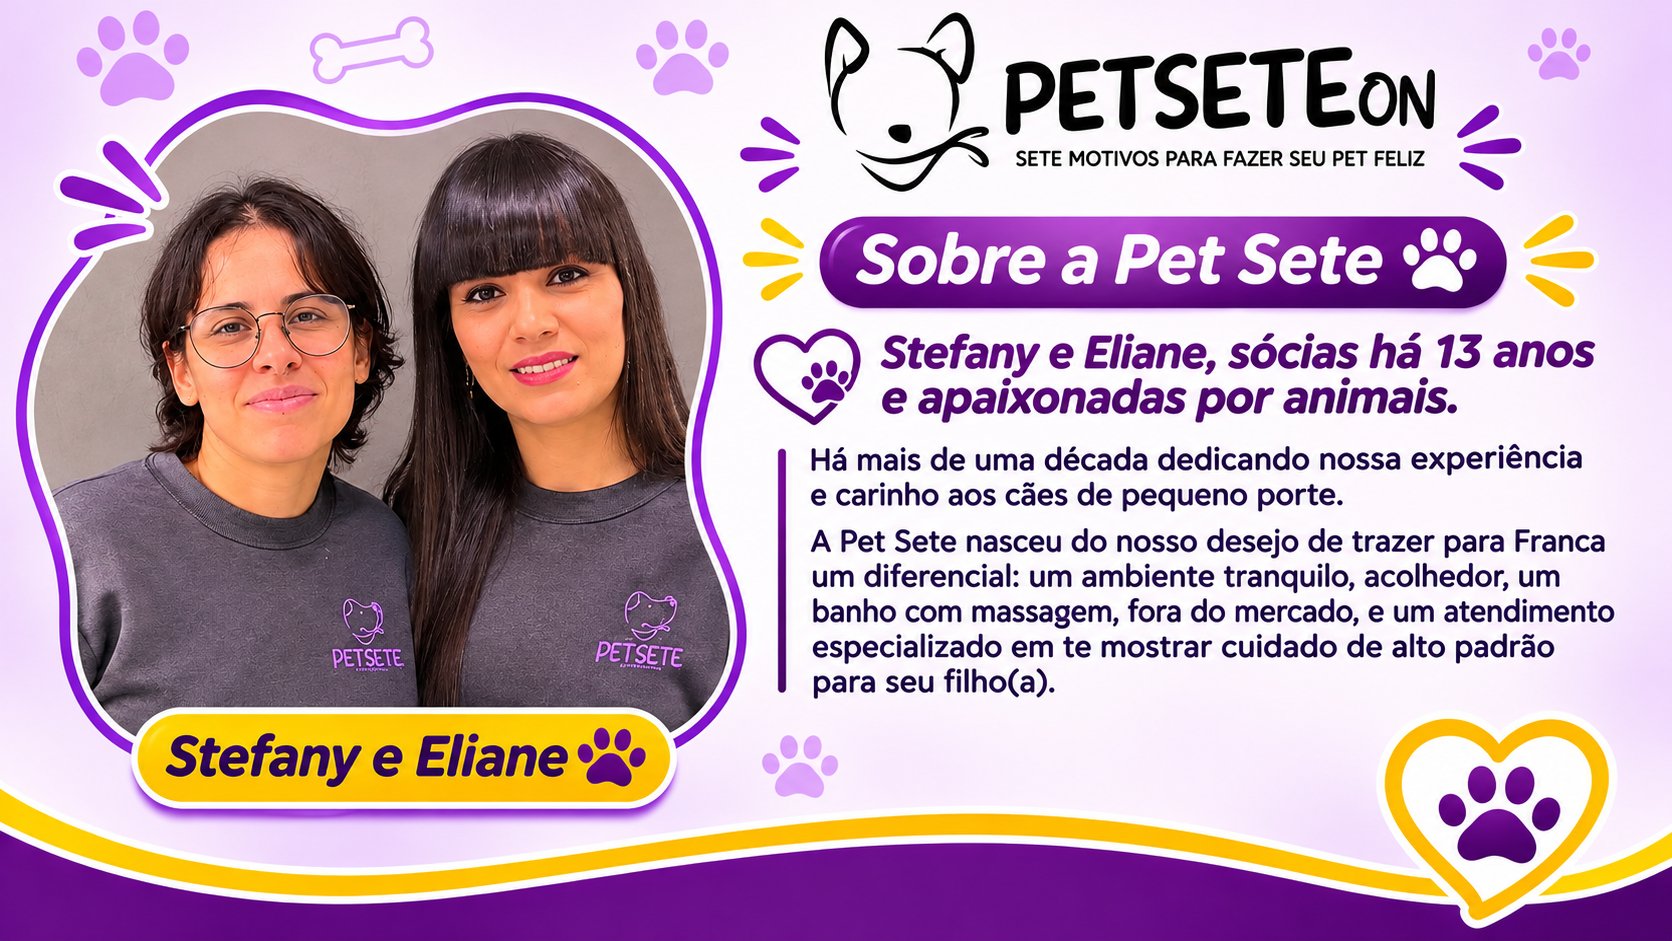 PETSETEON
SETE MOTIVOS PARA FAZER SEU PET FELIZ
Sobre a Pet Sete
Stefany e Eliane, sócias há 13 anos
e apaixonadas por animais.
Há mais de uma década dedicando nossa experiência
e carinho aos cães de pequeno porte.
A Pet Sete nasceu do nosso desejo de trazer para Franca
um diferencial: um ambiente tranquilo, acolhedor, um
banho com massagem, fora do mercado, e um atendimento
especializado em te mostrar cuidado de alto padrão
para seu filho(a).
PETSETE
PETSETE
Stefany e Eliane